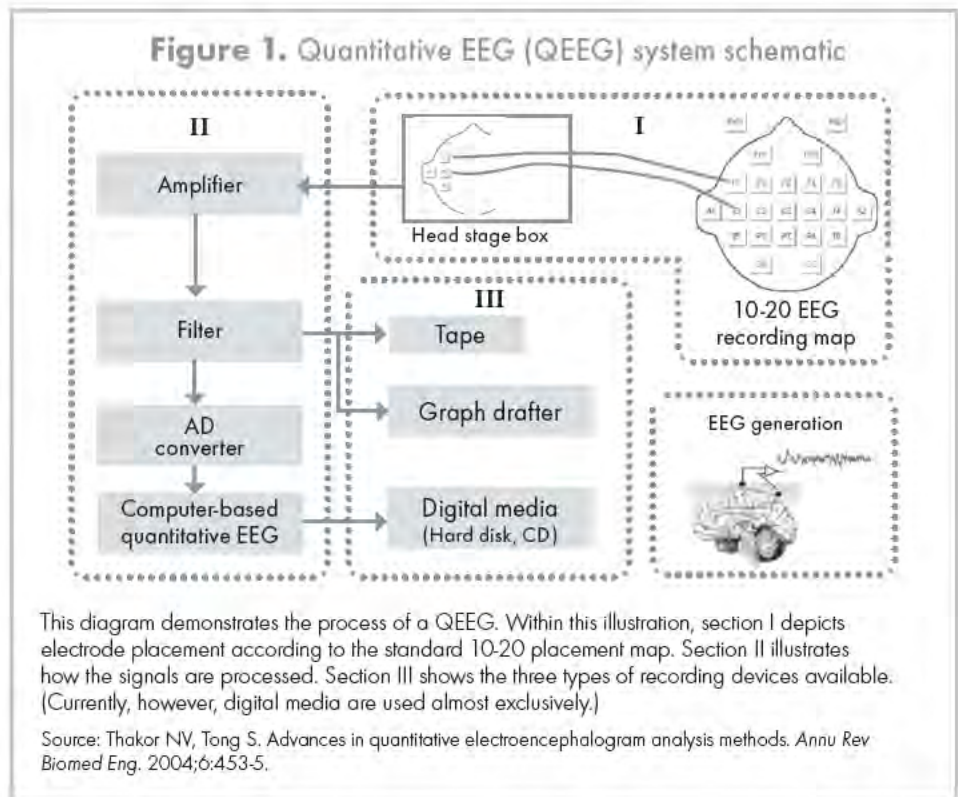 Figure 1. Quantitative EEG (QEEG) system schematic
II
Amplifier
Filter
AD
converter
Computer-based
quantitative EEG
I
Head stage box
10-20 EEG
recording map
III
Tape
Graph drafter
Digital media
(Hard disk, CD)
EEG generation
This diagram demonstrates the process of a QEEG. Within this illustration, section I depicts
electrode placement according to the standard 10-20 placement map. Section II illustrates
how the signals are processed. Section III shows the three types of recording devices available.
(Currently, however, digital media are used almost exclusively.)
Source: Thakor NV, Tong S. Advances in quantitative electroencephalogram analysis methods. Annu Rev
Biomed Eng. 2004;6:453-5.